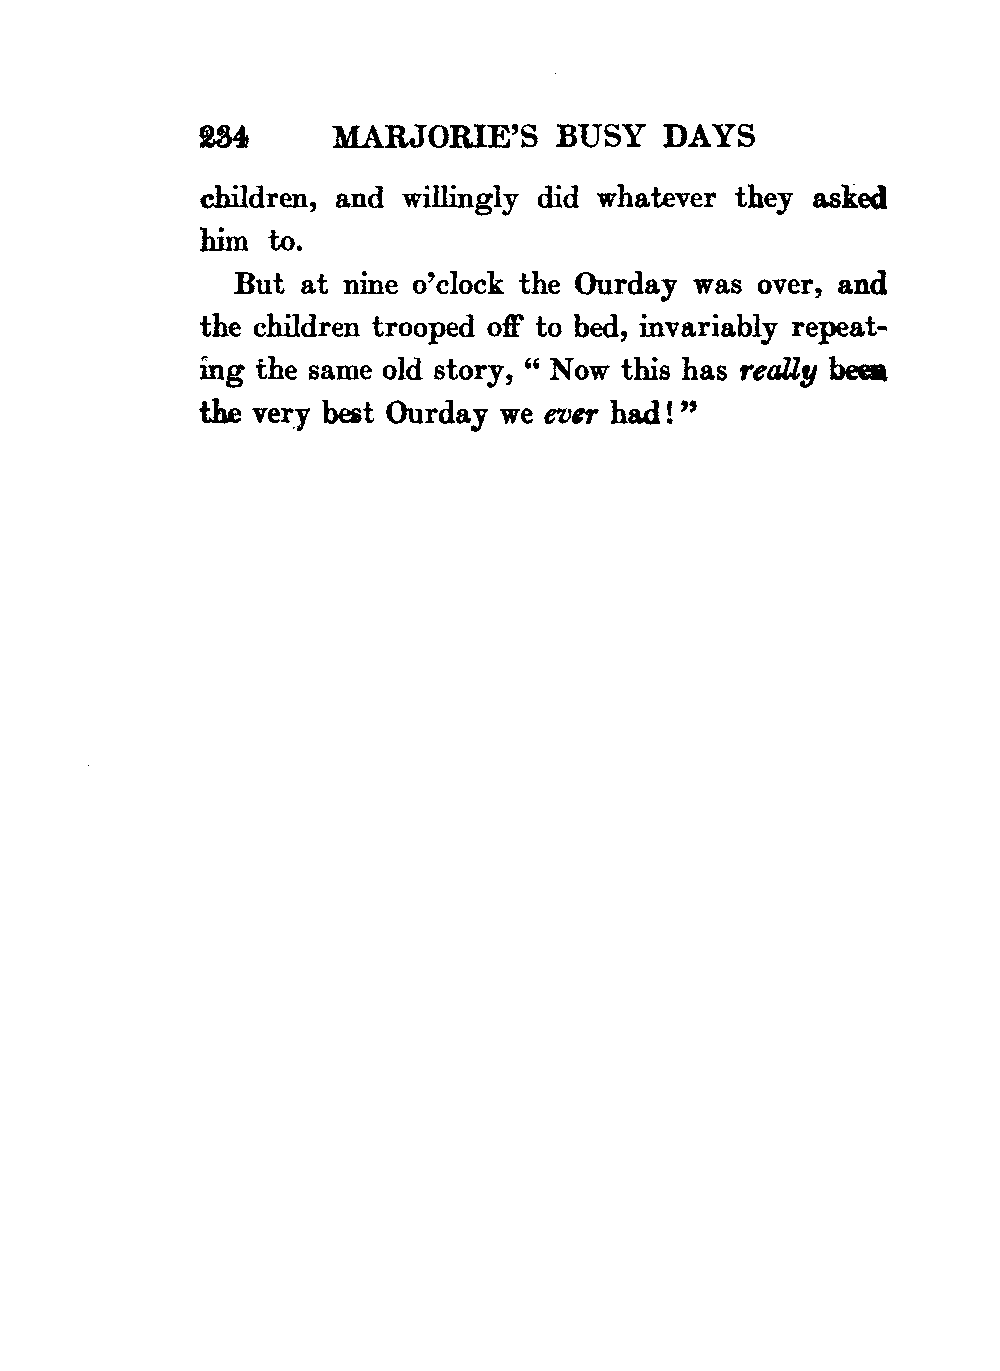 234 MARJORIE'S BUSY DAYS
children, and willingly did whatever they asked
him to.
But at nine o'clock the Ourday was over, and
the children trooped off to bed, invariably repeat-
ing the same old story, “ Now this has really been
the very best Ourday we ever had! ”